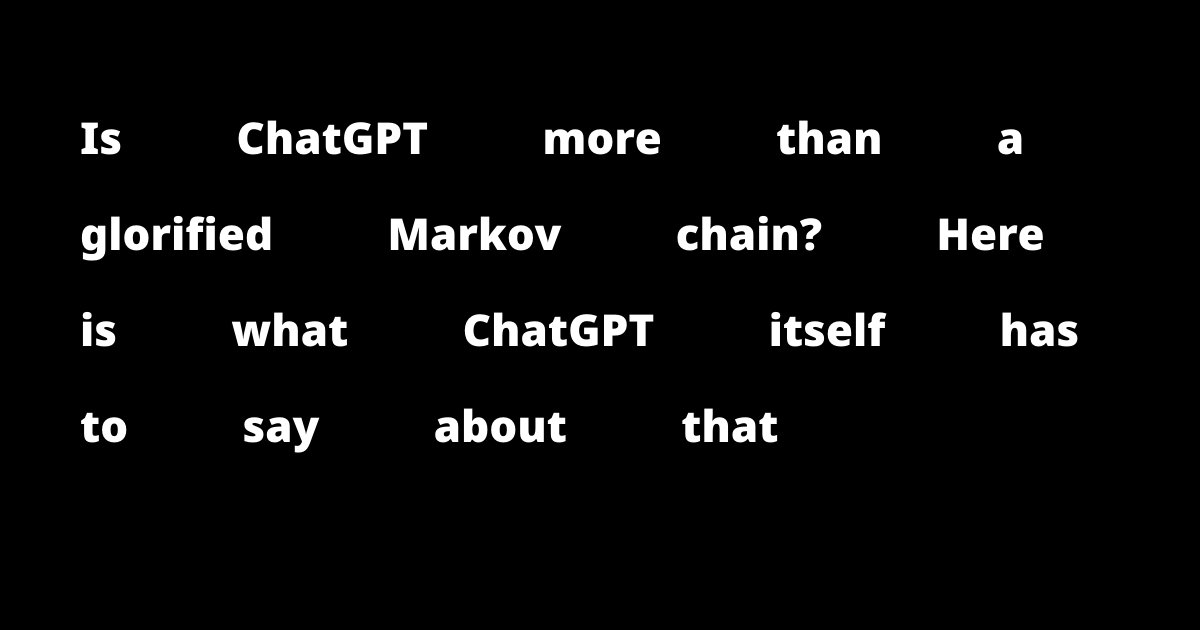 Is ChatGPT more than a
glorified Markov chain? Here
is what ChatGPT itself has
to say about that